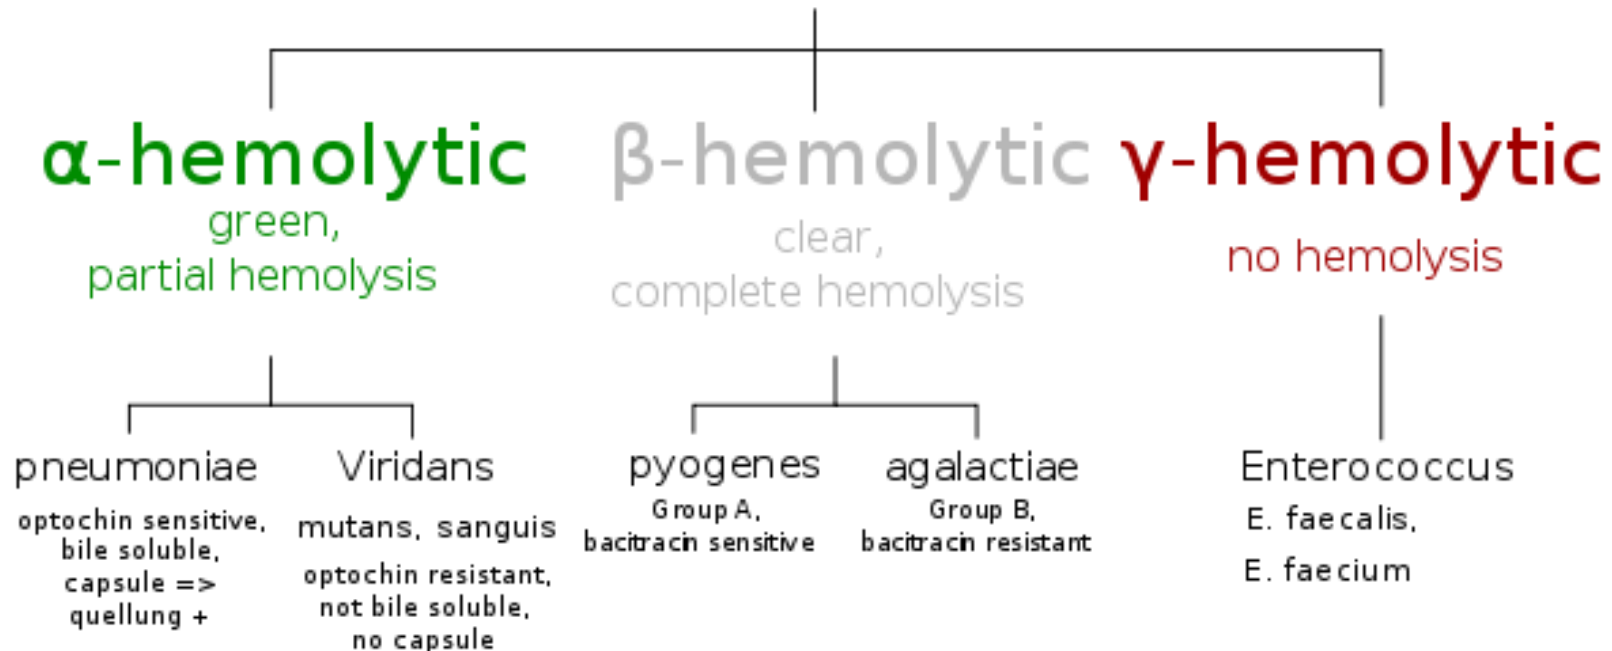 α-hemolytic
green,
partial hemolysis
β-hemolytic
clear,
complete hemolysis
γ-hemolytic
no hemolysis
pneumoniae
optochin sensitive,
bile soluble,
capsule =>
quellung +
Viridans
mutans, sanguis
optochin resistant,
not bile soluble,
no capsule
pyogenes
Group A,
bacitracin sensitive
agalactiae
Group B,
bacitracin resistant
Enterococcus
E. faecalis,
E. faecium